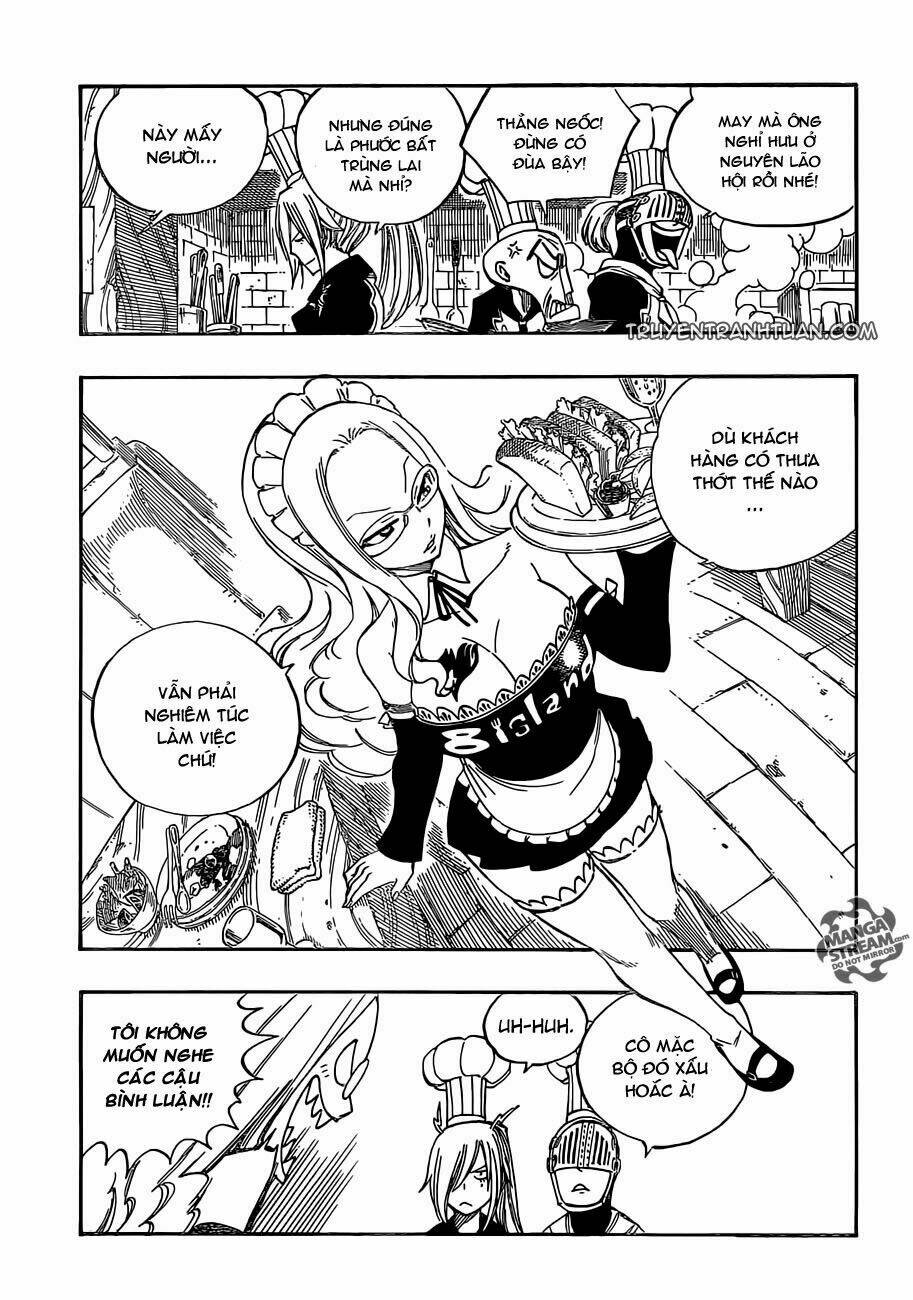 MAY MÀ ÔNG
NGHỈ HƯU Ở
NGUYÊN LÃO
HỘI RỒI NHÉ!
THẰNG NGỐC!
ĐỪNG CÓ
ĐÙA BẬY!
NHƯNG ĐÚNG
LÀ PHƯỚC BẤT
TRÙNG LAI
MÀ NHỈ?
NÀY MẤY
NGƯỜI...
TRUYENTRANHTUAN.COM
DÙ KHÁCH
HÀNG CÓ THƯA
THỚT THẾ NÀO
...
8island
VẪN PHẢI
NGHIÊM TÚC
LÀM VIỆC
CHỨ!
MANGA
STREAM.com
DO NOT MIRROR
CÔ MẶC
BỘ ĐÓ XẤU
HOẮC À!
UH-HUH.
TÔI KHÔNG
MUỐN NGHE
CÁC CẬU
BÌNH LUẬN!!